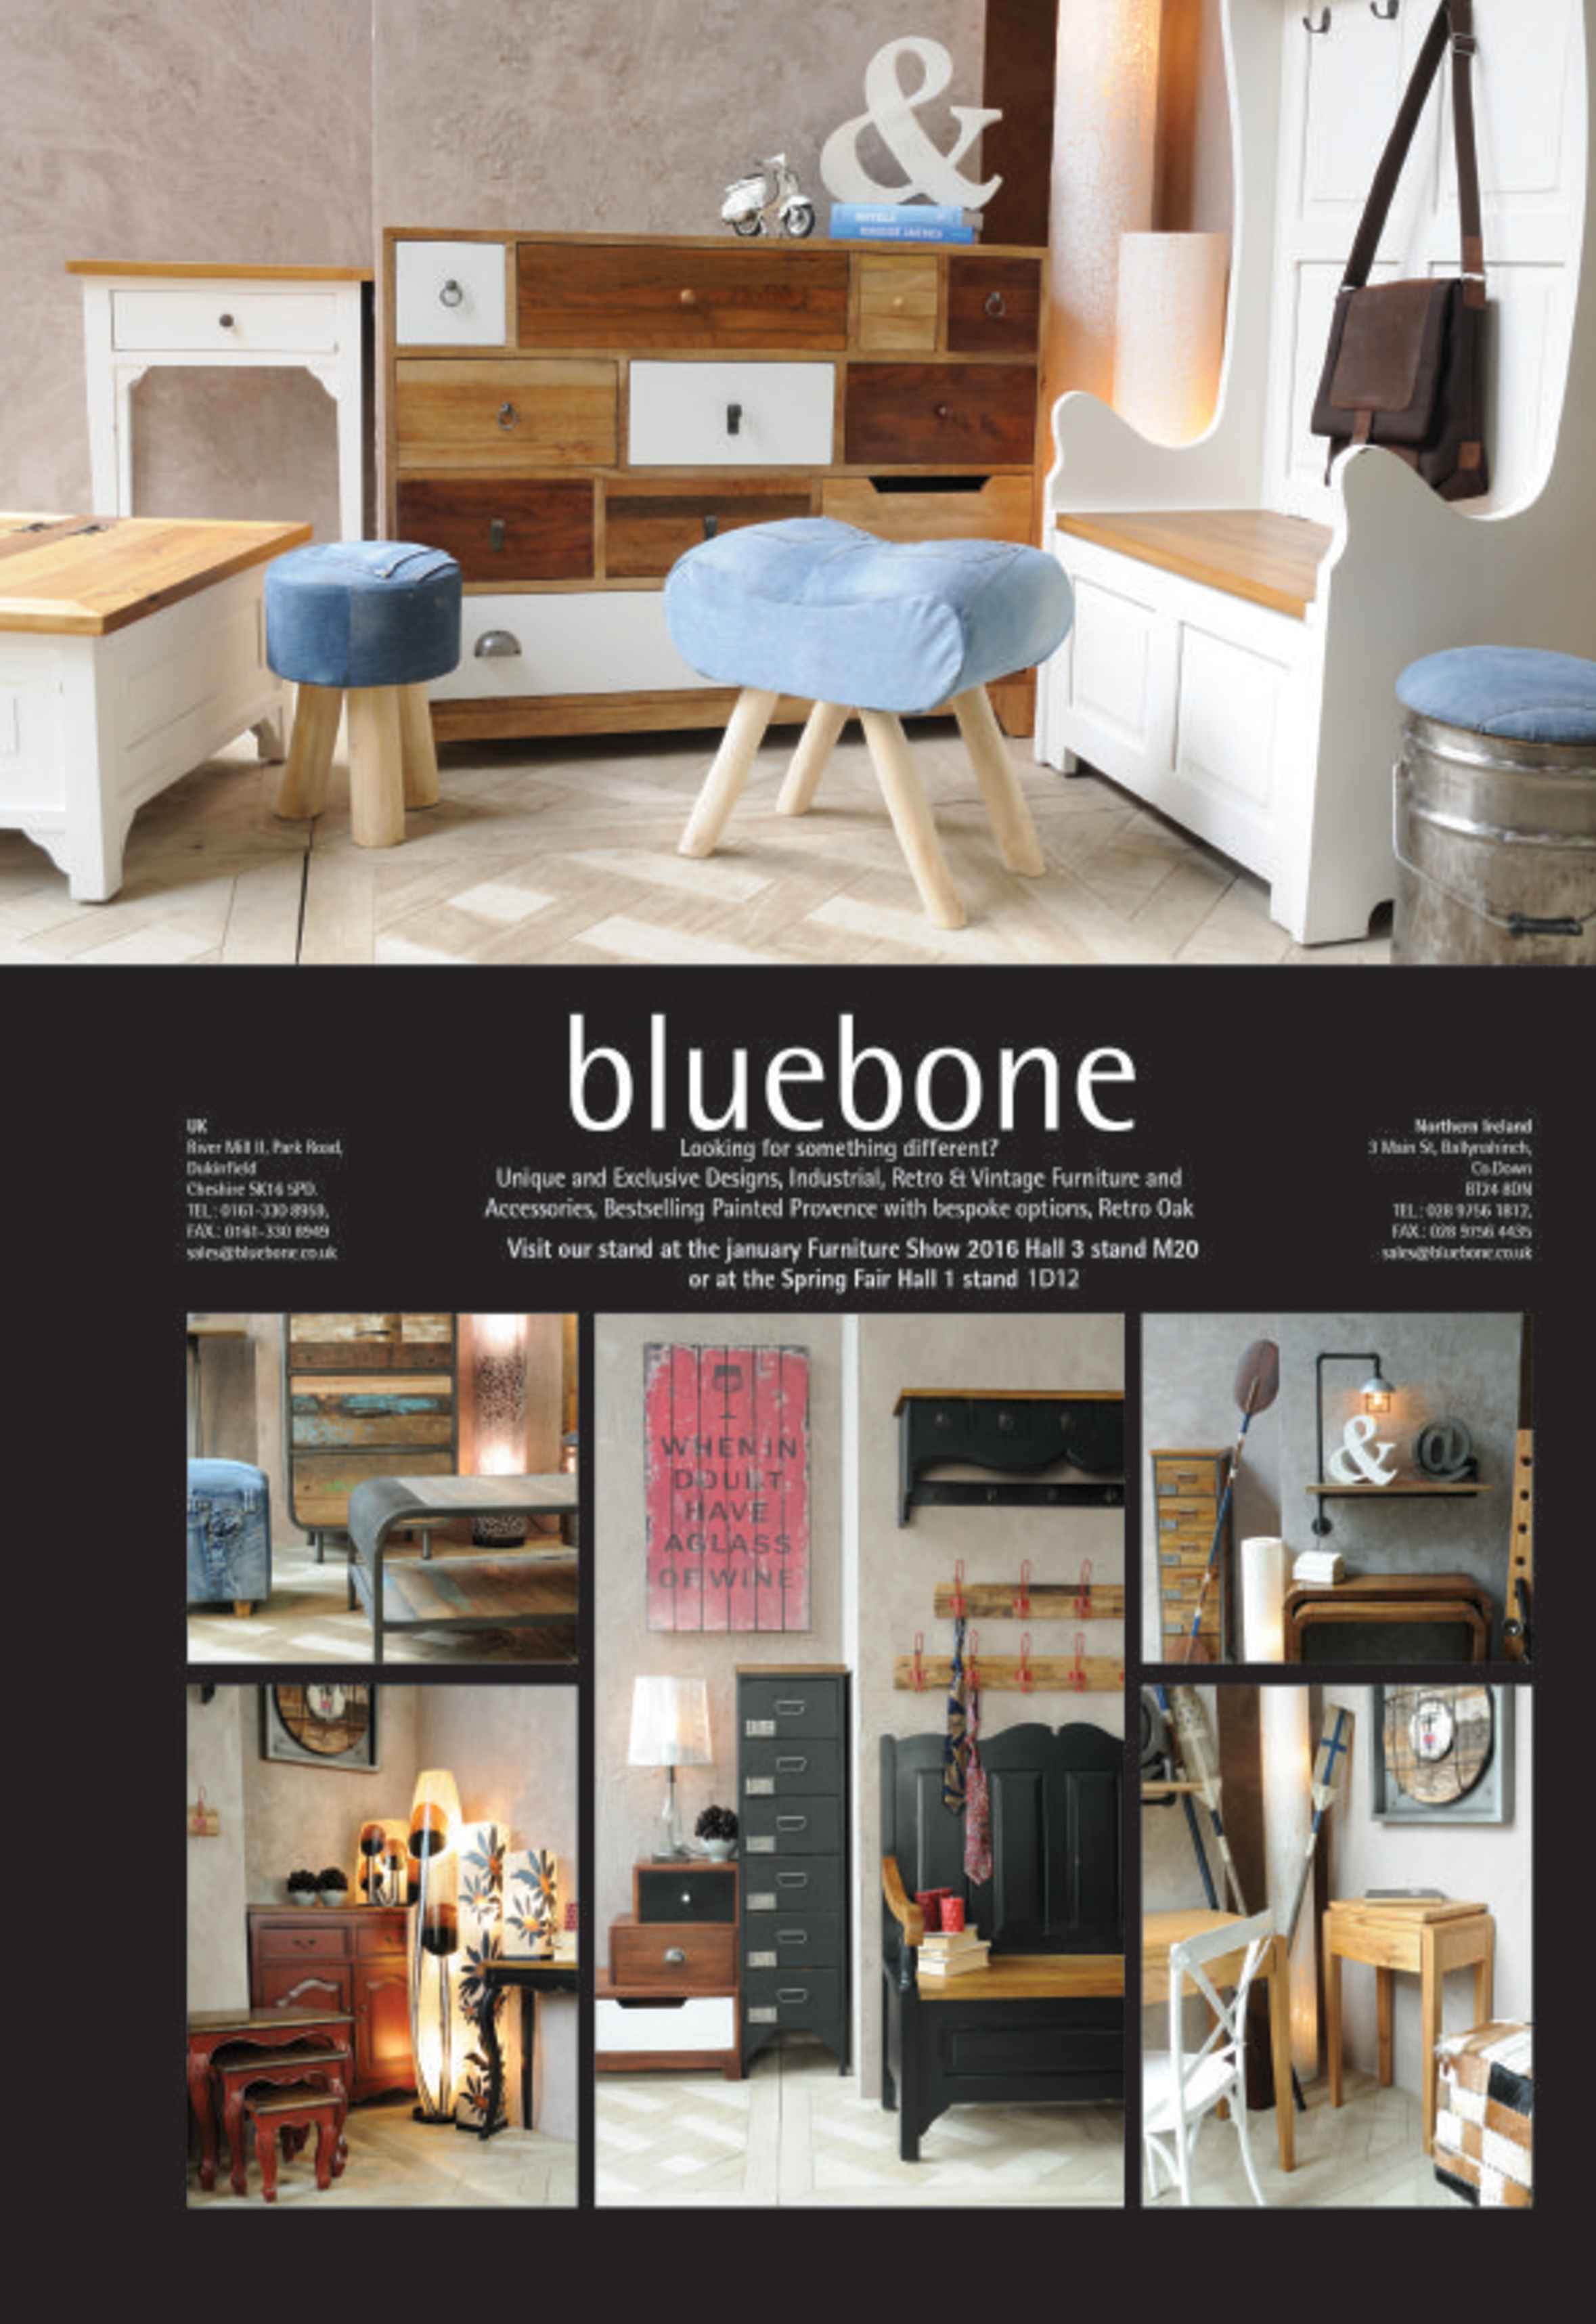 HOTELS
bluebone
Looking for something different?
Unique and Exclusive Designs, Industrial, Retro & Vintage Furniture and
Accessories, Bestselling Painted Provence with bespoke options, Retro Oak
Visit our stand at the january Furniture Show 2016 Hall 3 stand M20
or at the Spring Fair Hall 1 stand 1D12
UK
River Mill II, Park Road,
Dukinfield
Cheshire SK16 5PD.
TEL: 0161-330 8959,
FAX.: 0161-330 8949
sales@bluebone.co.uk
Northern Ireland
3 Main St, Ballynahinch,
Co.Down
BT24 8DN
TEL.: 028 9756 1812,
FAX.: 028 9756 4435
sales@bluebone.co.uk
&
WHEN IN
DOUBT
HAVE
AGLASS
OF WINE
& @